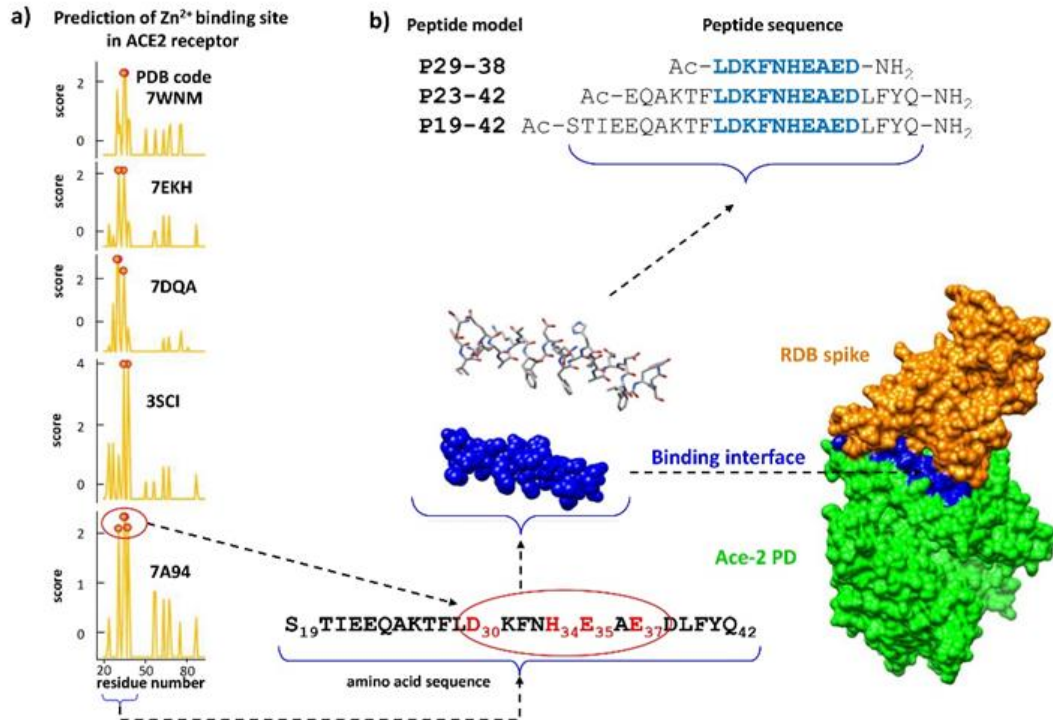 a) Prediction of Zn²⁺ binding site
in ACE2 receptor
PDB code
7WNM
score
2
0
7EKH
score
2
0
7DQA
score
2
0
3SCI
score
4
2
0
7A94
score
2
1
0
20 50 80
residue number
b) Peptide model Peptide sequence
P29-38 Ac-LDKFNHEAED-NH₂
P23-42 Ac-EQAKTFLDKFNHEAEDLFYQ-NH₂
P19-42 Ac-STIEEQAKTFLDKFNHEAEDLFYQ-NH₂
RDB spike
Binding interface
Ace-2 PD
S₁₉TIEEQAKTFLD₃₀KFNH₃₄E₃₅AE₃₇DLFYQ₄₂
amino acid sequence